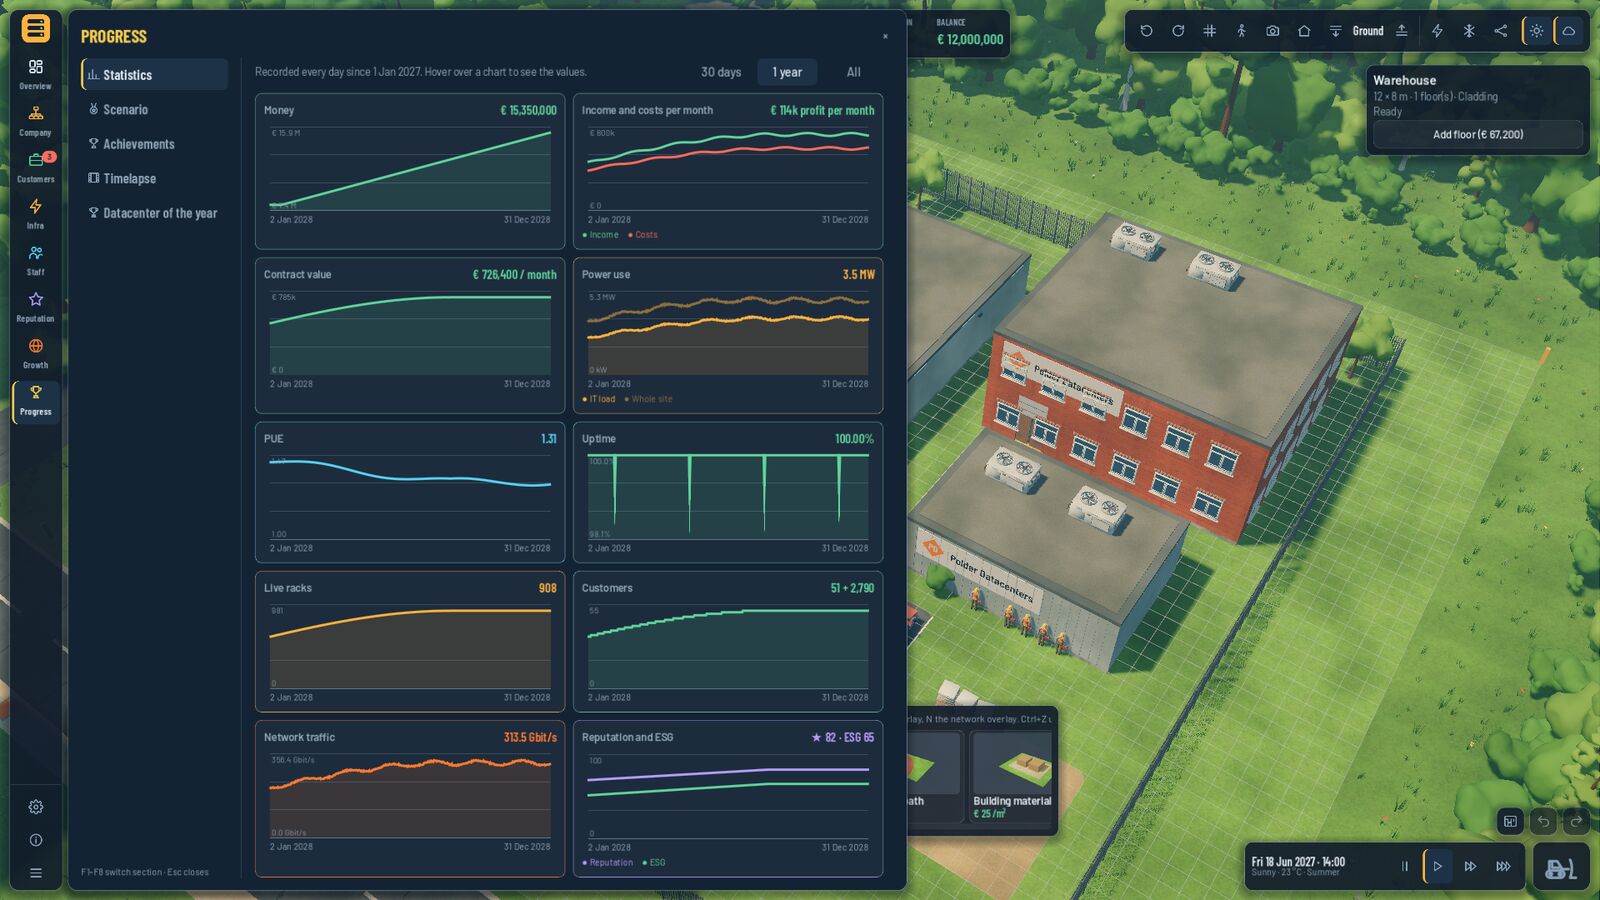 PROGRESS
×
BALANCE
€ 12,000,000
Ground
Overview
Company
3
Customers
Infra
Staff
Reputation
Growth
Progress
Statistics
Scenario
Achievements
Timelapse
Datacenter of the year
F1–F8 switch section · Esc closes
Recorded every day since 1 Jan 2027. Hover over a chart to see the values.
30 days
1 year
All
Money
€ 15,350,000
€ 15.9 M
2 Jan 2028
31 Dec 2028
Income and costs per month
€ 114k profit per month
€ 800k
€ 0
2 Jan 2028
31 Dec 2028
Income
Costs
Contract value
€ 726,400 / month
€ 785k
€ 0
2 Jan 2028
31 Dec 2028
Power use
3.5 MW
5.3 MW
0 kW
2 Jan 2028
31 Dec 2028
IT load
Whole site
PUE
1.31
1.00
2 Jan 2028
31 Dec 2028
Uptime
100.00%
98.1%
2 Jan 2028
31 Dec 2028
Live racks
908
981
0
2 Jan 2028
31 Dec 2028
Customers
51 + 2,790
55
0
2 Jan 2028
31 Dec 2028
Network traffic
313.5 Gbit/s
356.4 Gbit/s
0.0 Gbit/s
2 Jan 2028
31 Dec 2028
Reputation and ESG
★ 82 · ESG 65
100
0
2 Jan 2028
31 Dec 2028
Reputation
ESG
Warehouse
12 × 8 m · 1 floor(s) · Cladding
Ready
Add floor (€ 67,200)
Polder Datacenters
PD
Polder Datacenters
rlay, N the network overlay. Ctrl+Z u
ath
Building material
€ 25 /m²
Fri 18 Jun 2027 · 14:00
Sunny · 23 °C · Summer